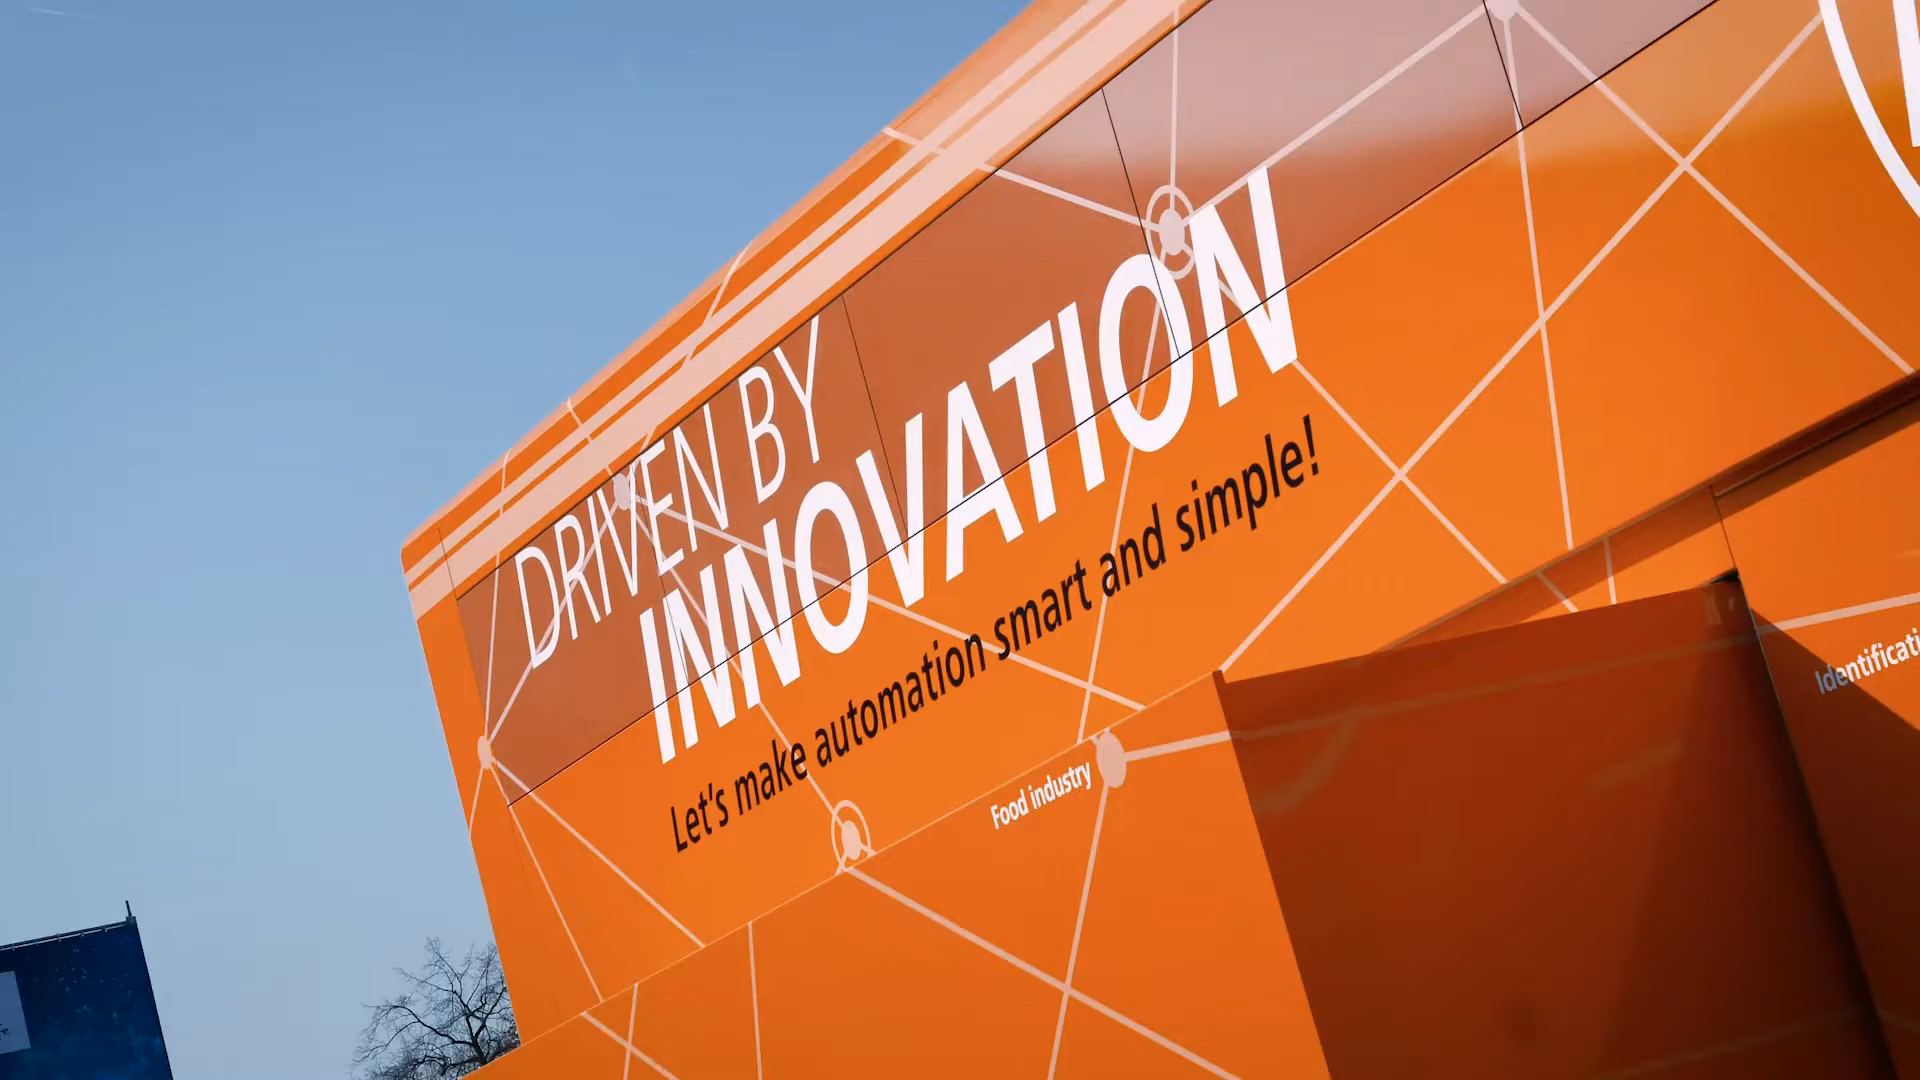 DRIVEN BY
INNOVATION
Let's make automation smart and simple!
Food industry